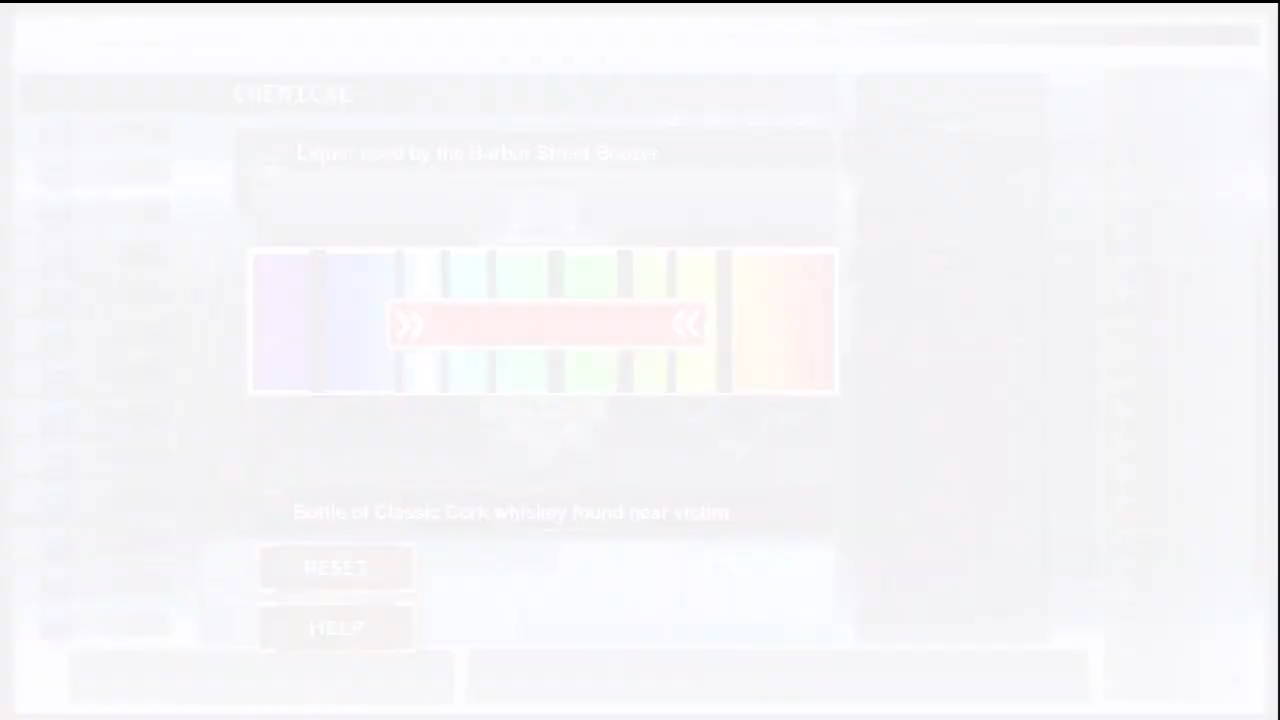 CHEMICAL
Liquor used by the Barbur Street Boozer
Bottle of Classic Cork whiskey found near victim
RESET
HELP